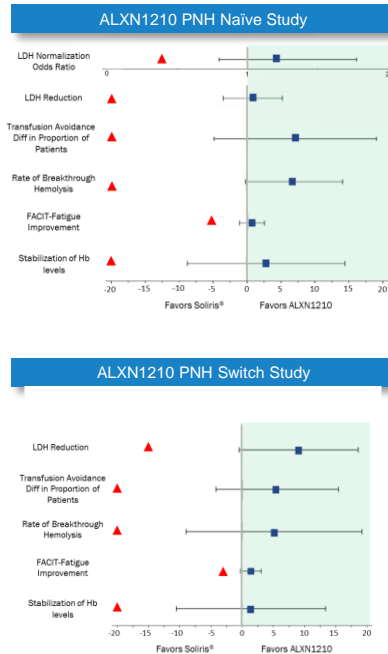 ALXN1210 PNH Naïve Study
LDH Normalization
Odds Ratio
0 1 2
LDH Reduction
Transfusion Avoidance
Diff in Proportion of
Patients
Rate of Breakthrough
Hemolysis
FACIT-Fatigue
Improvement
Stabilization of Hb
levels
-20 -15 -10 -5 0 5 10 15 20
Favors Soliris® Favors ALXN1210
ALXN1210 PNH Switch Study
LDH Reduction
Transfusion Avoidance
Diff in Proportion of
Patients
Rate of Breakthrough
Hemolysis
FACIT-Fatigue
Improvement
Stabilization of Hb
levels
-20 -15 -10 -5 0 5 10 15 20
Favors Soliris® Favors ALXN1210